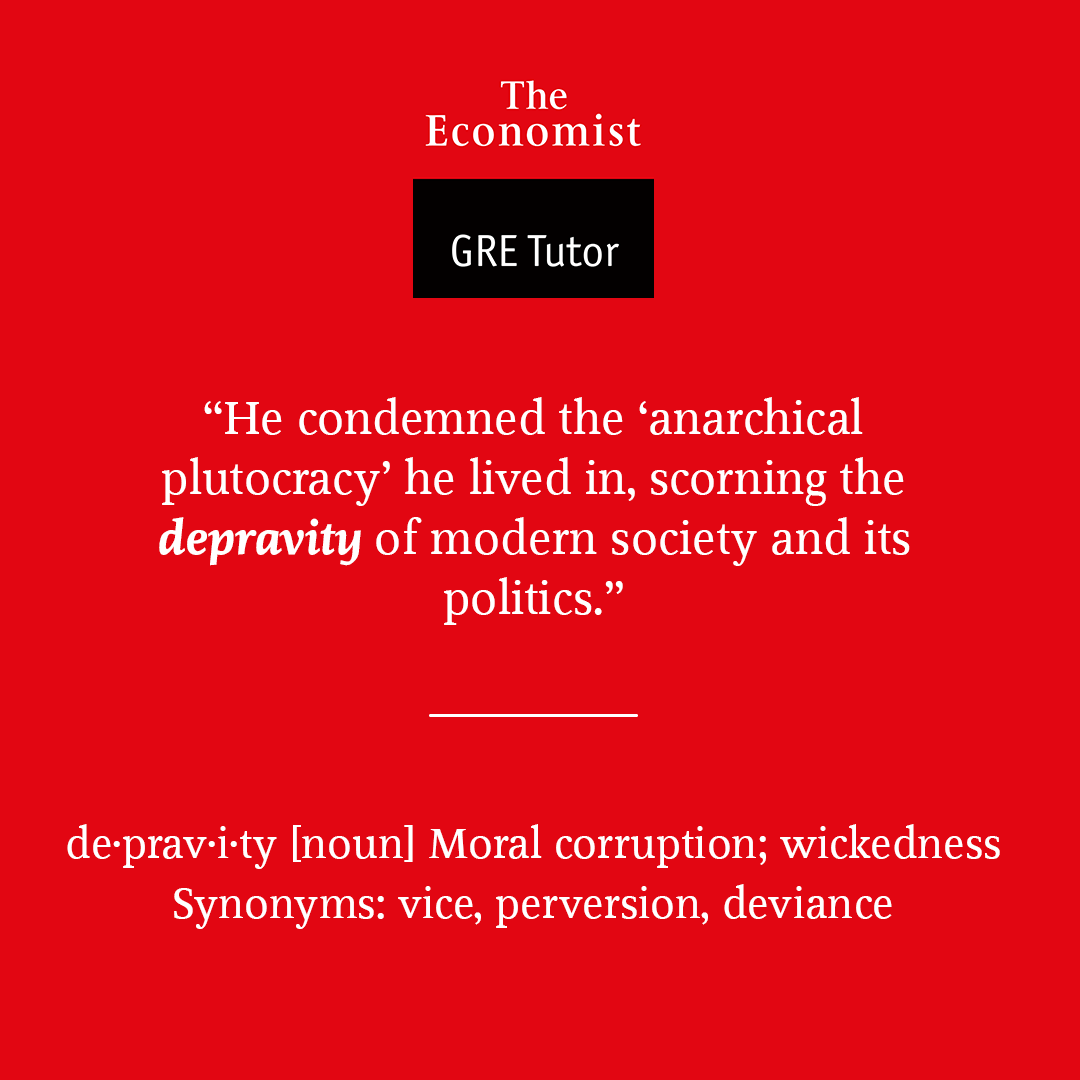 The
Economist
GRE Tutor
“He condemned the ‘anarchical
plutocracy’ he lived in, scorning the
depravity of modern society and its
politics.”
de·prav·i·ty [noun] Moral corruption; wickedness
Synonyms: vice, perversion, deviance